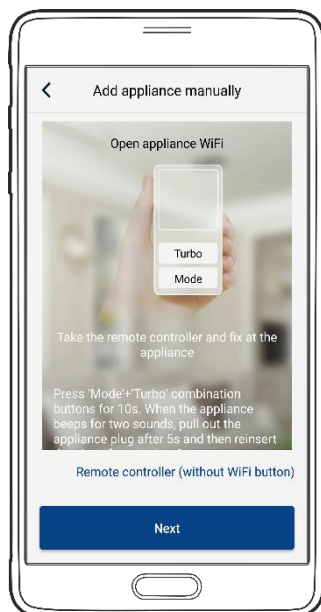 Add appliance manually
Open appliance WiFi
Turbo
Mode
Take the remote controller and fix at the
appliance
Press 'Mode'+'Turbo' combination
buttons for 10s. When the appliance
beeps for two sounds, pull out the
appliance plug after 5s and then reinsert
Remote controller (without WiFi button)
Next